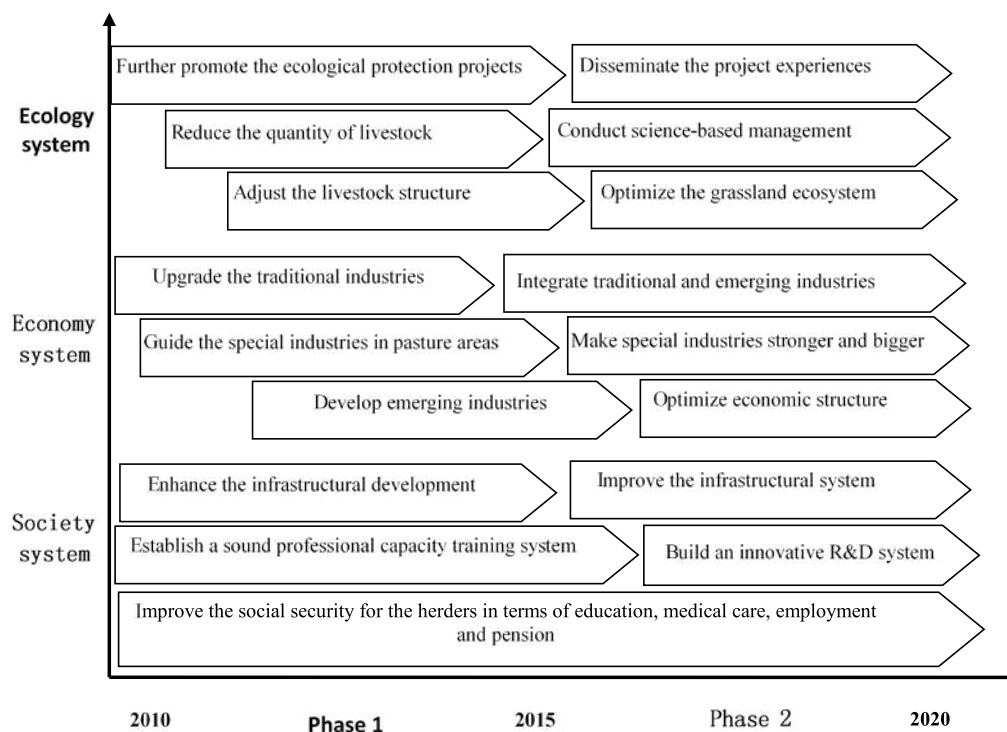 Further promote the ecological protection projects
Disseminate the project experiences
Ecology
system
Reduce the quantity of livestock
Conduct science-based management
Adjust the livestock structure
Optimize the grassland ecosystem
Upgrade the traditional industries
Integrate traditional and emerging industries
Economy
system
Guide the special industries in pasture areas
Make special industries stronger and bigger
Develop emerging industries
Optimize economic structure
Enhance the infrastructural development
Improve the infrastructural system
Society
system
Establish a sound professional capacity training system
Build an innovative R&D system
Improve the social security for the herders in terms of education, medical care, employment
and pension
2010
Phase 1
2015
Phase 2
2020